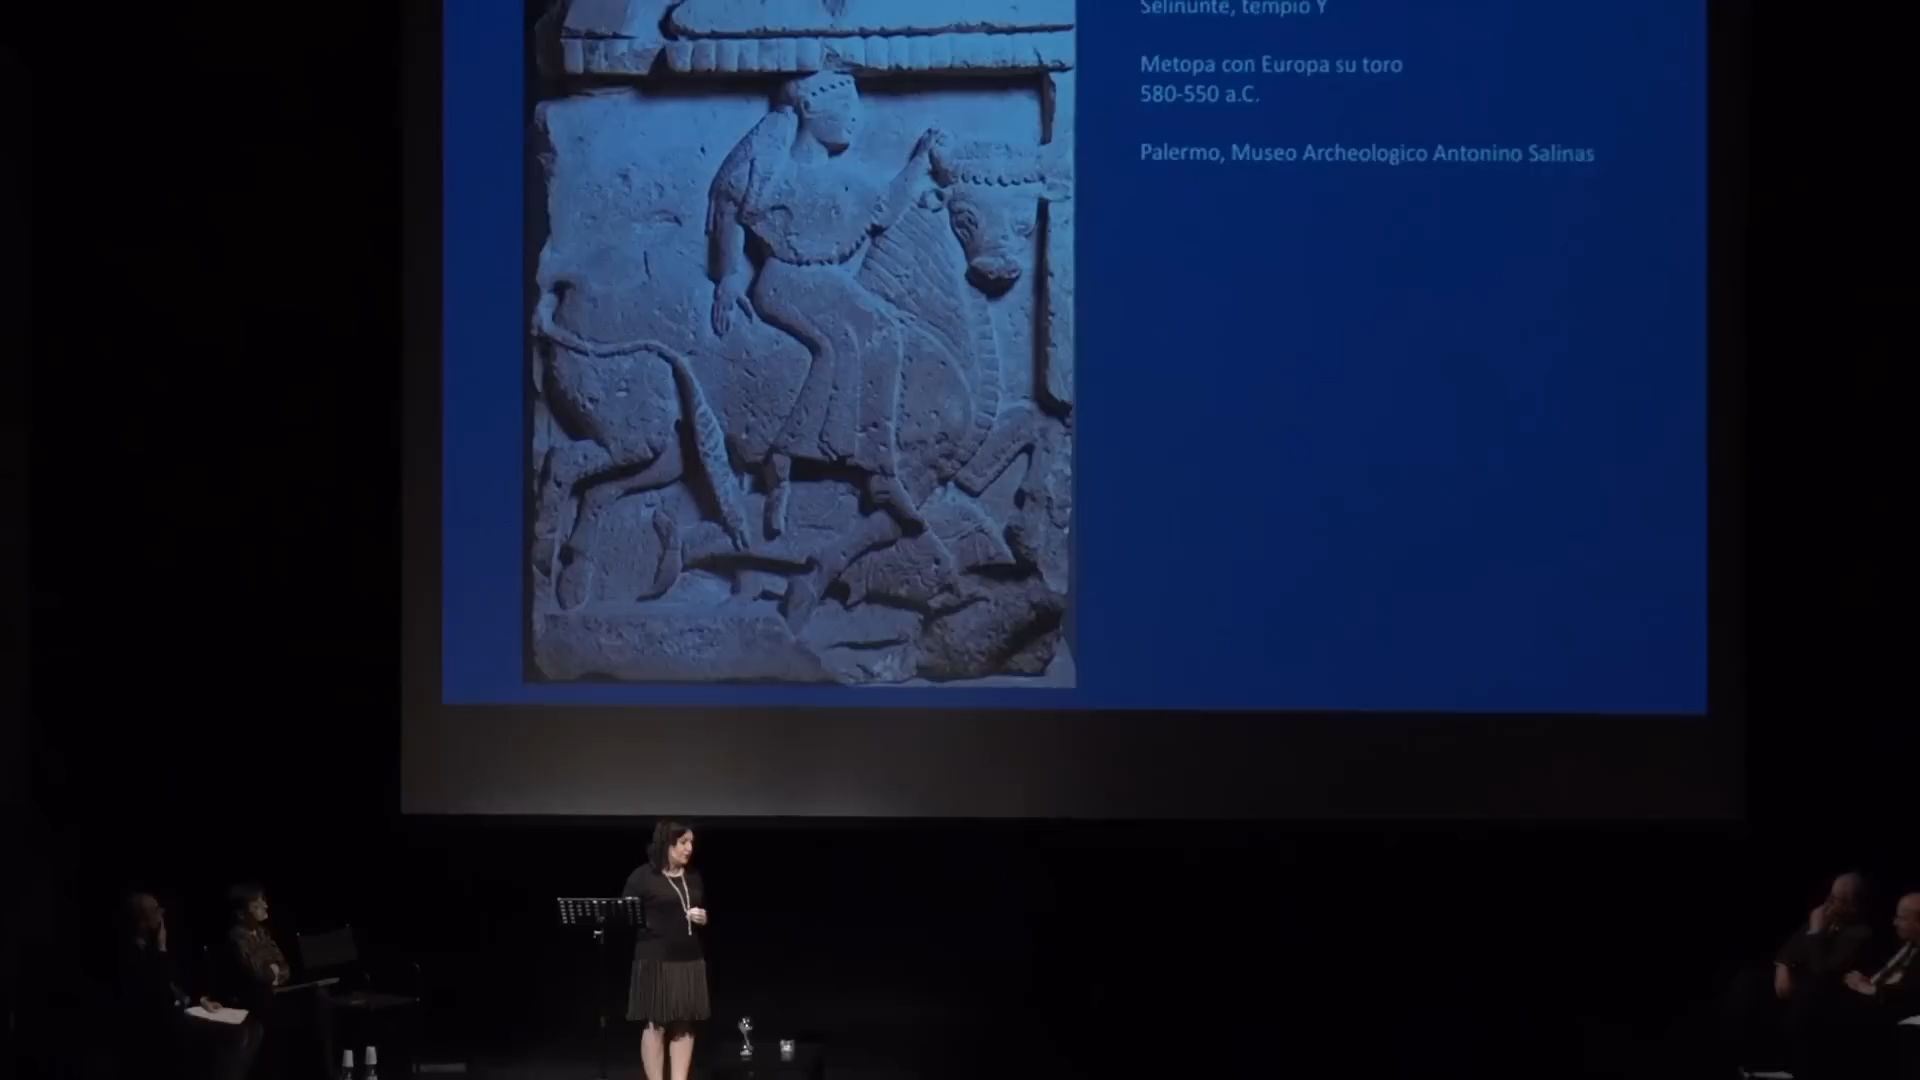 Selinunte, tempio Y
Metopa con Europa su toro
580-550 a.C.
Palermo, Museo Archeologico Antonino Salinas